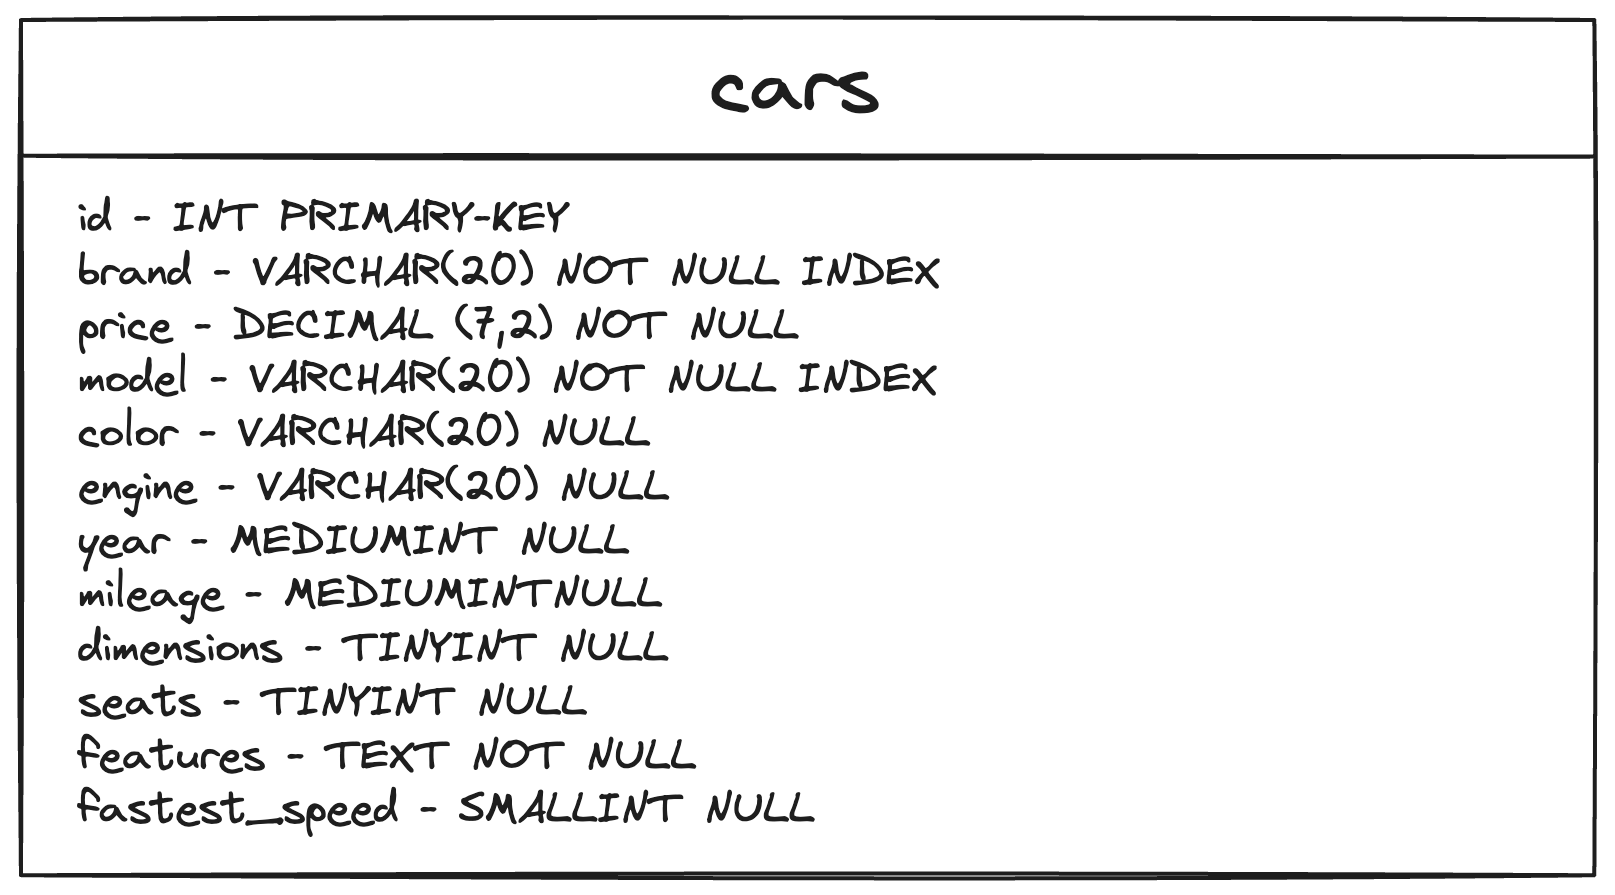 cars
id - INT PRIMARY-KEY
brand - VARCHAR(20) NOT NULL INDEX
price - DECIMAL (7,2) NOT NULL
model - VARCHAR(20) NOT NULL INDEX
color - VARCHAR(20) NULL
engine - VARCHAR(20) NULL
year - MEDIUMINT NULL
mileage - MEDIUMINTNULL
dimensions - TINYINT NULL
seats - TINYINT NULL
features - TEXT NOT NULL
fastest_speed - SMALLINT NULL